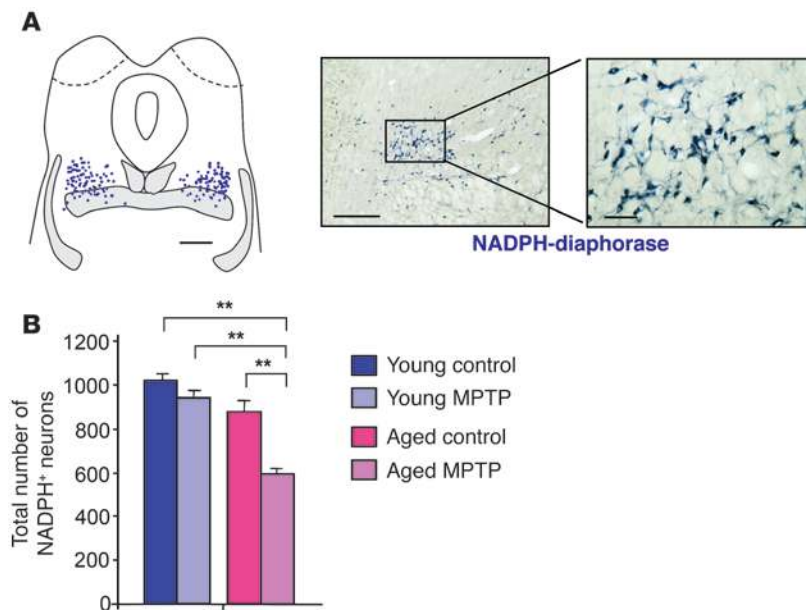 A
NADPH-diaphorase
B
**
**
**
1200
1000
800
600
400
200
0
Total number of
NADPH⁺ neurons
Young control
Young MPTP
Aged control
Aged MPTP